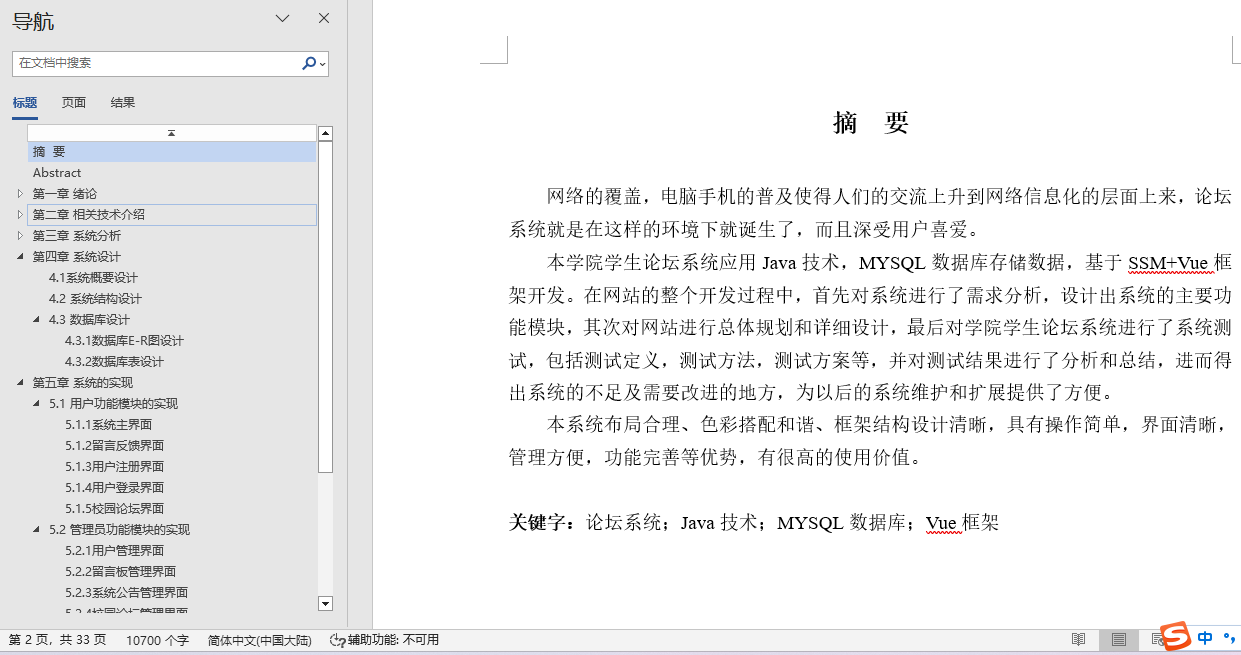 导航
在文档中搜索
标题 页面 结果
摘 要
Abstract
第一章 绪论
第二章 相关技术介绍
第三章 系统分析
第四章 系统设计
4.1系统概要设计
4.2 系统结构设计
4.3 数据库设计
4.3.1数据库E-R图设计
4.3.2数据库表设计
第五章 系统的实现
5.1 用户功能模块的实现
5.1.1系统主界面
5.1.2留言反馈界面
5.1.3用户注册界面
5.1.4用户登录界面
5.1.5校园论坛界面
5.2 管理员功能模块的实现
5.2.1用户管理界面
5.2.2留言板管理界面
5.2.3系统公告管理界面
5.2.4校园论坛管理界面
摘 要
网络的覆盖，电脑手机的普及使得人们的交流上升到网络信息化的层面上来，论坛
系统就是在这样的环境下就诞生了，而且深受用户喜爱。
本学院学生论坛系统应用 Java 技术，MYSQL 数据库存储数据，基于 SSM+Vue 框
架开发。在网站的整个开发过程中，首先对系统进行了需求分析，设计出系统的主要功
能模块，其次对网站进行总体规划和详细设计，最后对学院学生论坛系统进行了系统测
试，包括测试定义，测试方法，测试方案等，并对测试结果进行了分析和总结，进而得
出系统的不足及需要改进的地方，为以后的系统维护和扩展提供了方便。
本系统布局合理、色彩搭配和谐、框架结构设计清晰，具有操作简单，界面清晰，
管理方便，功能完善等优势，有很高的使用价值。
关键字：论坛系统；Java 技术；MYSQL 数据库；Vue 框架
第 2 页，共 33 页 10700 个字 简体中文(中国大陆) 辅助功能: 不可用
S 中